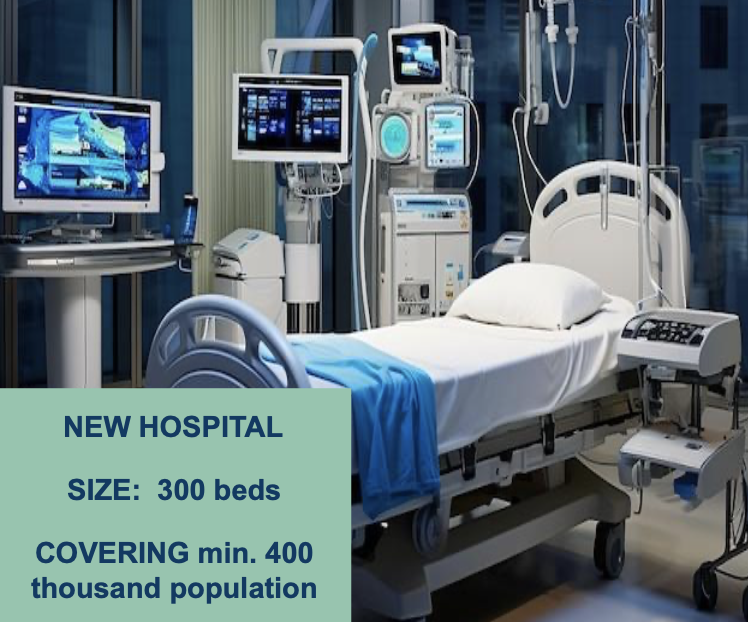 NEW HOSPITAL
SIZE:  300 beds
COVERING min. 400
thousand population